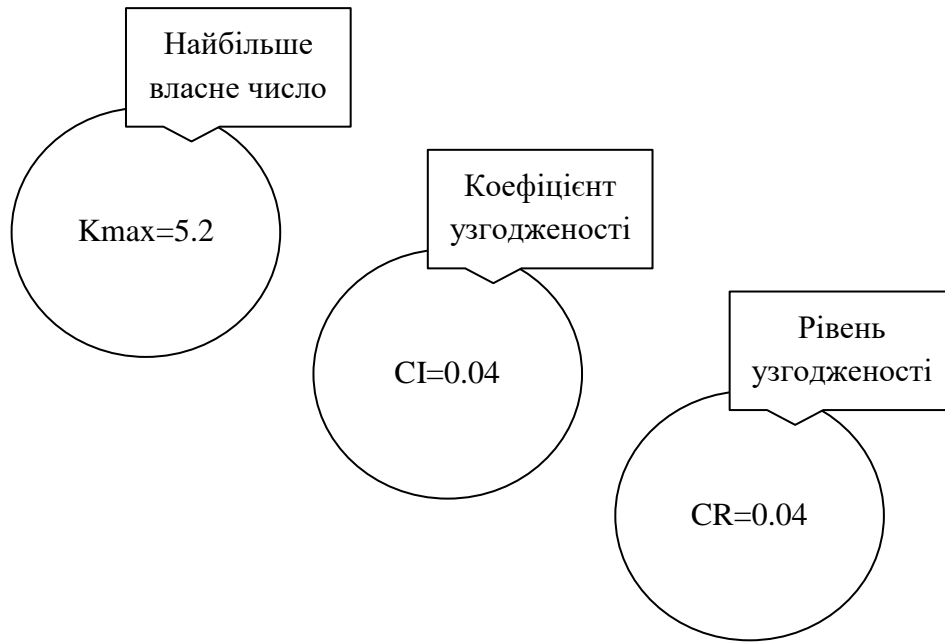 Найбільше
власне число
Kmax=5.2
Коефіцієнт
узгодженості
CI=0.04
Рівень
узгодженості
CR=0.04